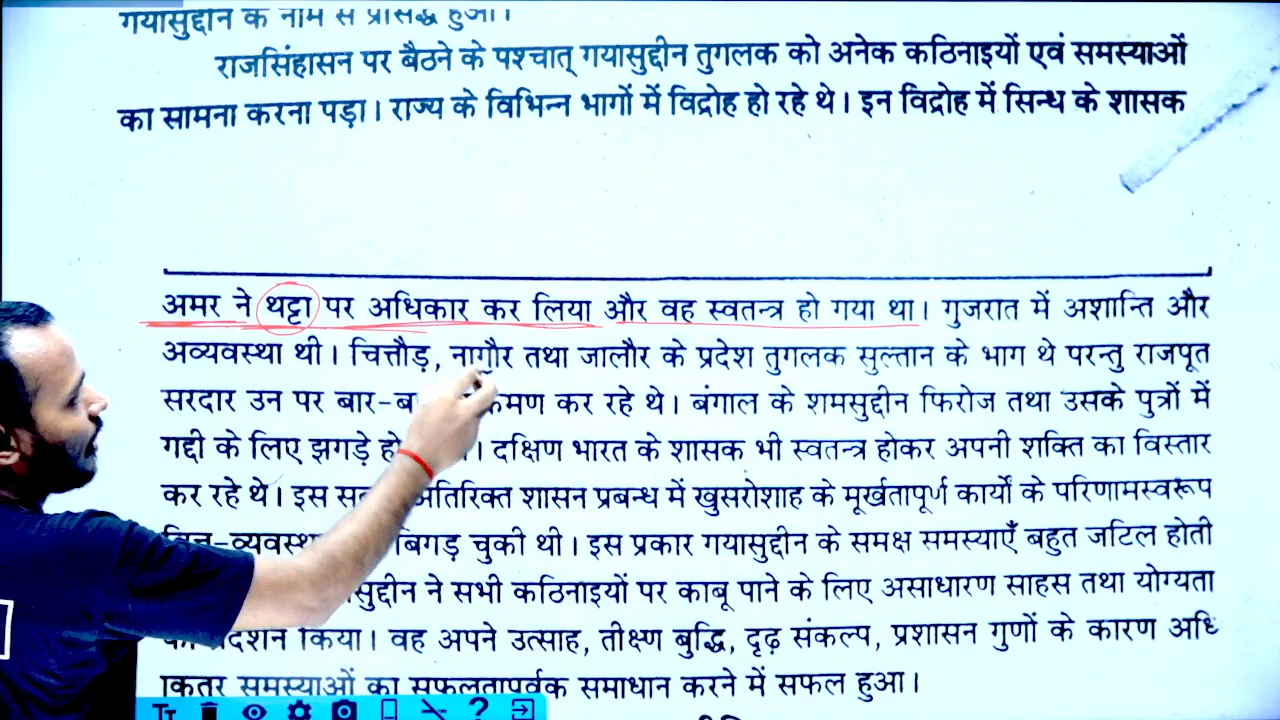 गयासुद्दीन के नाम से प्रसिद्ध हुआ।
राजसिंहासन पर बैठने के पश्चात् गयासुद्दीन तुगलक को अनेक कठिनाइयों एवं समस्याओं
का सामना करना पड़ा। राज्य के विभिन्न भागों में विद्रोह हो रहे थे। इन विद्रोह में सिन्ध के शासक
अमर ने थट्टा पर अधिकार कर लिया और वह स्वतन्त्र हो गया था। गुजरात में अशान्ति और
अव्यवस्था थी। चित्तौड़, नागौर तथा जालौर के प्रदेश तुगलक सुल्तान के भाग थे परन्तु राजपूत
सरदार उन पर बार-ब क्रमण कर रहे थे। बंगाल के शमसुद्दीन फिरोज तथा उसके पुत्रों में
गद्दी के लिए झगड़े हो । दक्षिण भारत के शासक भी स्वतन्त्र होकर अपनी शक्ति का विस्तार
कर रहे थे। इस अतिरिक्त शासन प्रबन्ध में खुसरोशाह के मूर्खतापूर्ण कार्यों के परिणामस्वरूप
बिगड़ चुकी थी। इस प्रकार गयासुद्दीन के समक्ष समस्याएँ बहुत जटिल होती
सुद्दीन ने सभी कठिनाइयों पर काबू पाने के लिए असाधारण साहस तथा योग्यता
किया। वह अपने उत्साह, तीक्ष्ण बुद्धि, दृढ़ संकल्प, प्रशासन गुणों के कारण अधि
कतर समस्याओं का सफलतापूर्वक समाधान करने में सफल हुआ।